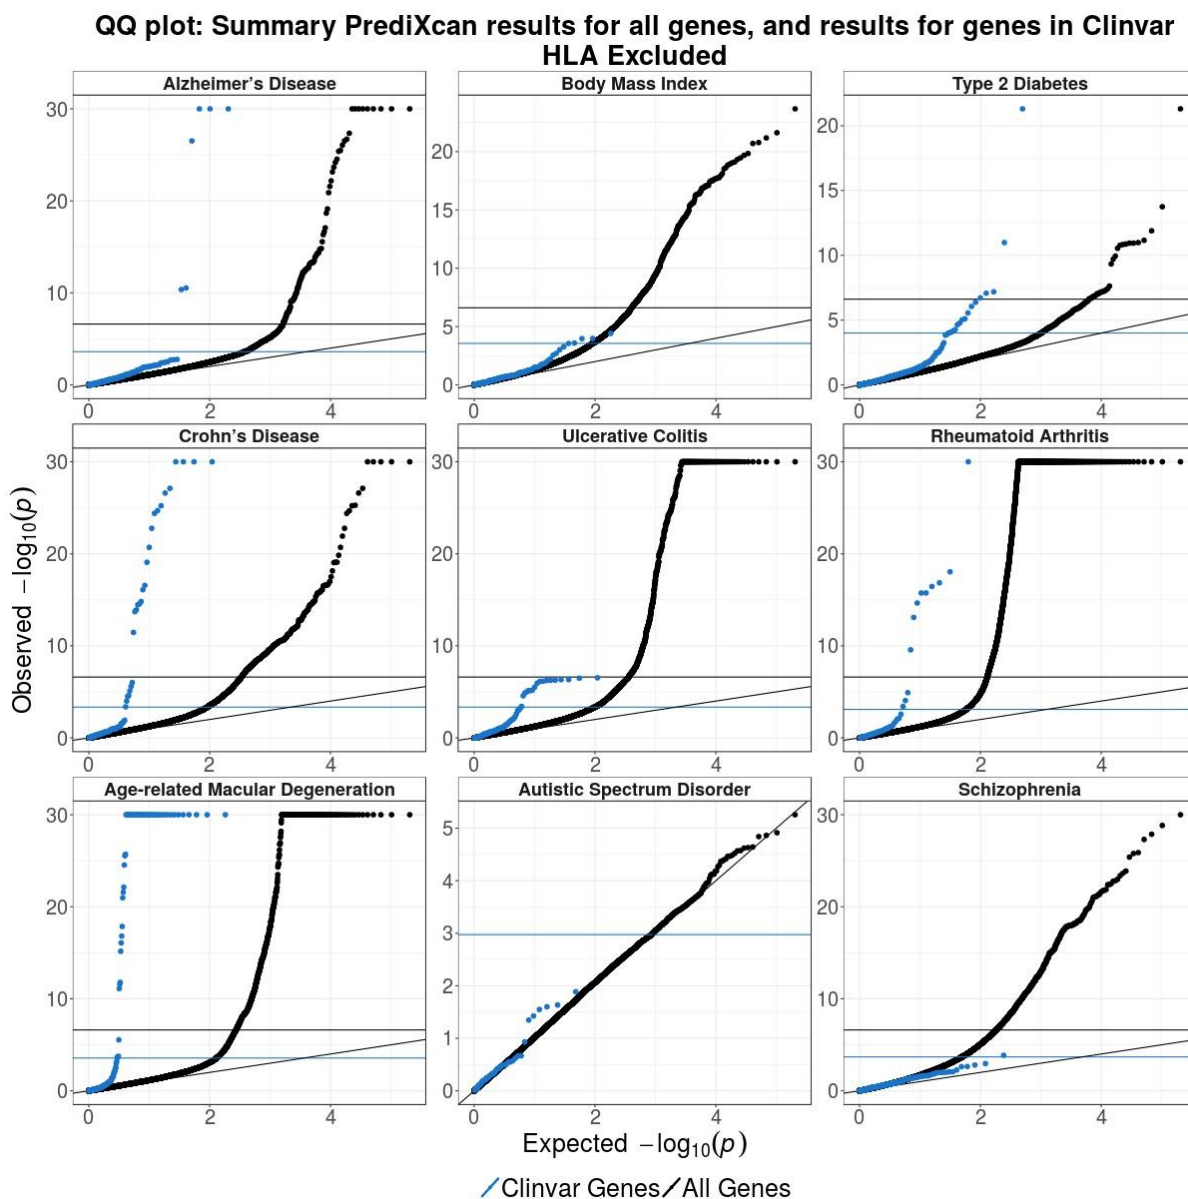 QQ plot: Summary PrediXcan results for all genes, and results for genes in Clinvar
HLA Excluded
Alzheimer's Disease
Body Mass Index
Type 2 Diabetes
30
20
10
0
0 2 4
20
15
10
5
0
0 2 4
20
15
10
5
0
0 2 4
Crohn's Disease
Ulcerative Colitis
Rheumatoid Arthritis
30
20
10
0
0 2 4
30
20
10
0
0 2 4
30
20
10
0
0 2 4
Observed −log10(p)
Age-related Macular Degeneration
Autistic Spectrum Disorder
Schizophrenia
30
20
10
0
0 2 4
5
4
3
2
1
0
0 2 4
30
20
10
0
0 2 4
Expected −log10(p)
Clinvar Genes All Genes